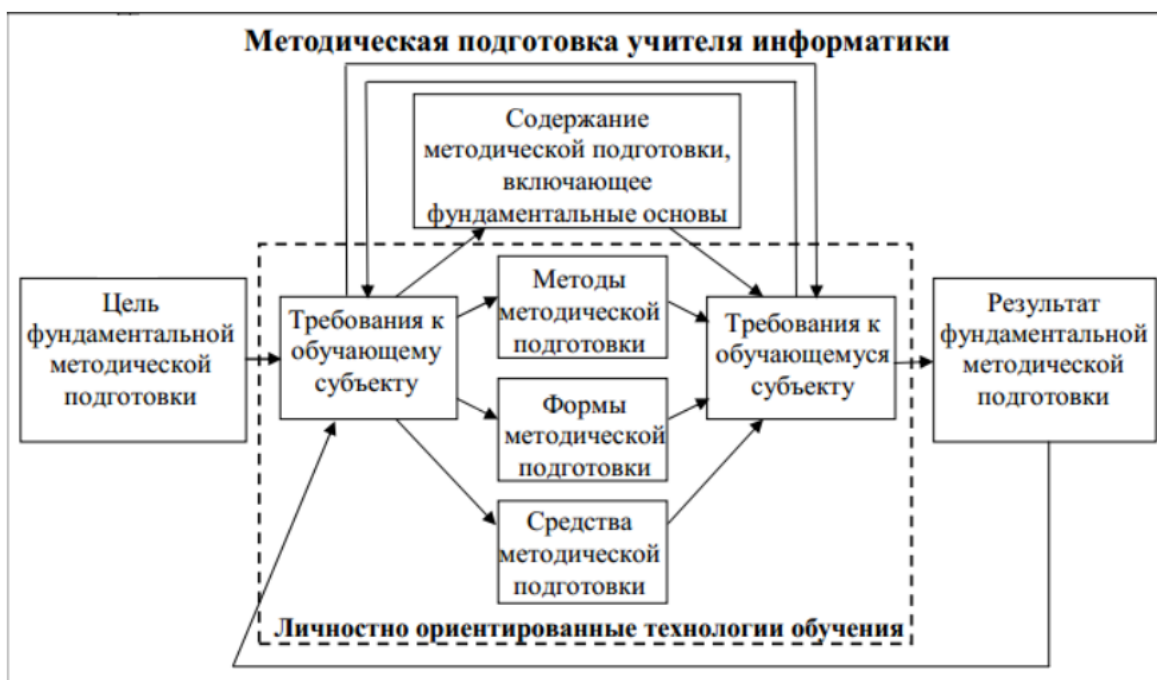 Методическая подготовка учителя информатики
Содержание
методической подготовки,
включающее
фундаментальные основы
Цель
фундаментальной
методической
подготовки
Требования к
обучающему
субъекту
Методы
методической
подготовки
Формы
методической
подготовки
Средства
методической
подготовки
Требования к
обучающемуся
субъекту
Результат
фундаментальной
методической
подготовки
Личностно ориентированные технологии обучения